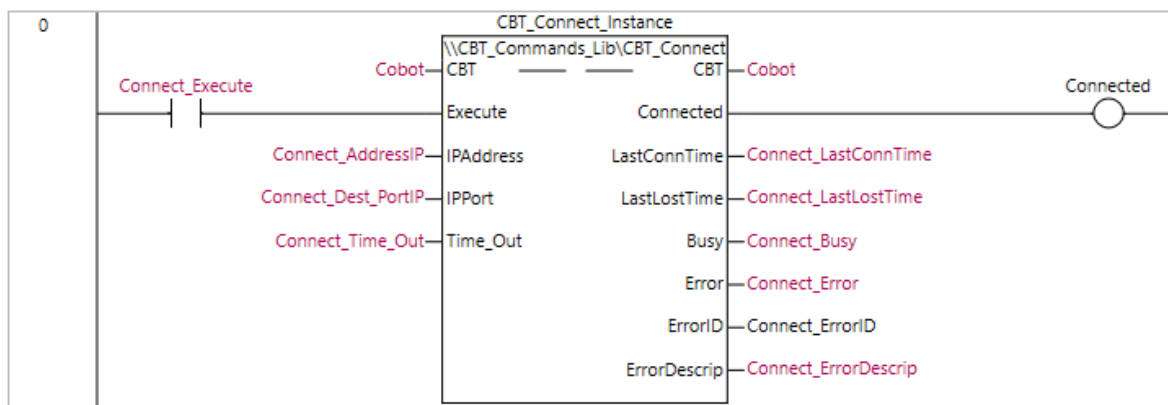 0
CBT_Connect_Instance
\\CBT_Commands_Lib\CBT_Connect
Cobot CBT CBT Cobot
Connect_Execute Connected
Execute Connected
Connect_AddressIP IPAddress LastConnTime Connect_LastConnTime
Connect_Dest_PortIP IPPort LastLostTime Connect_LastLostTime
Connect_Time_Out Time_Out Busy Connect_Busy
Error Connect_Error
ErrorID Connect_ErrorID
ErrorDescrip Connect_ErrorDescrip